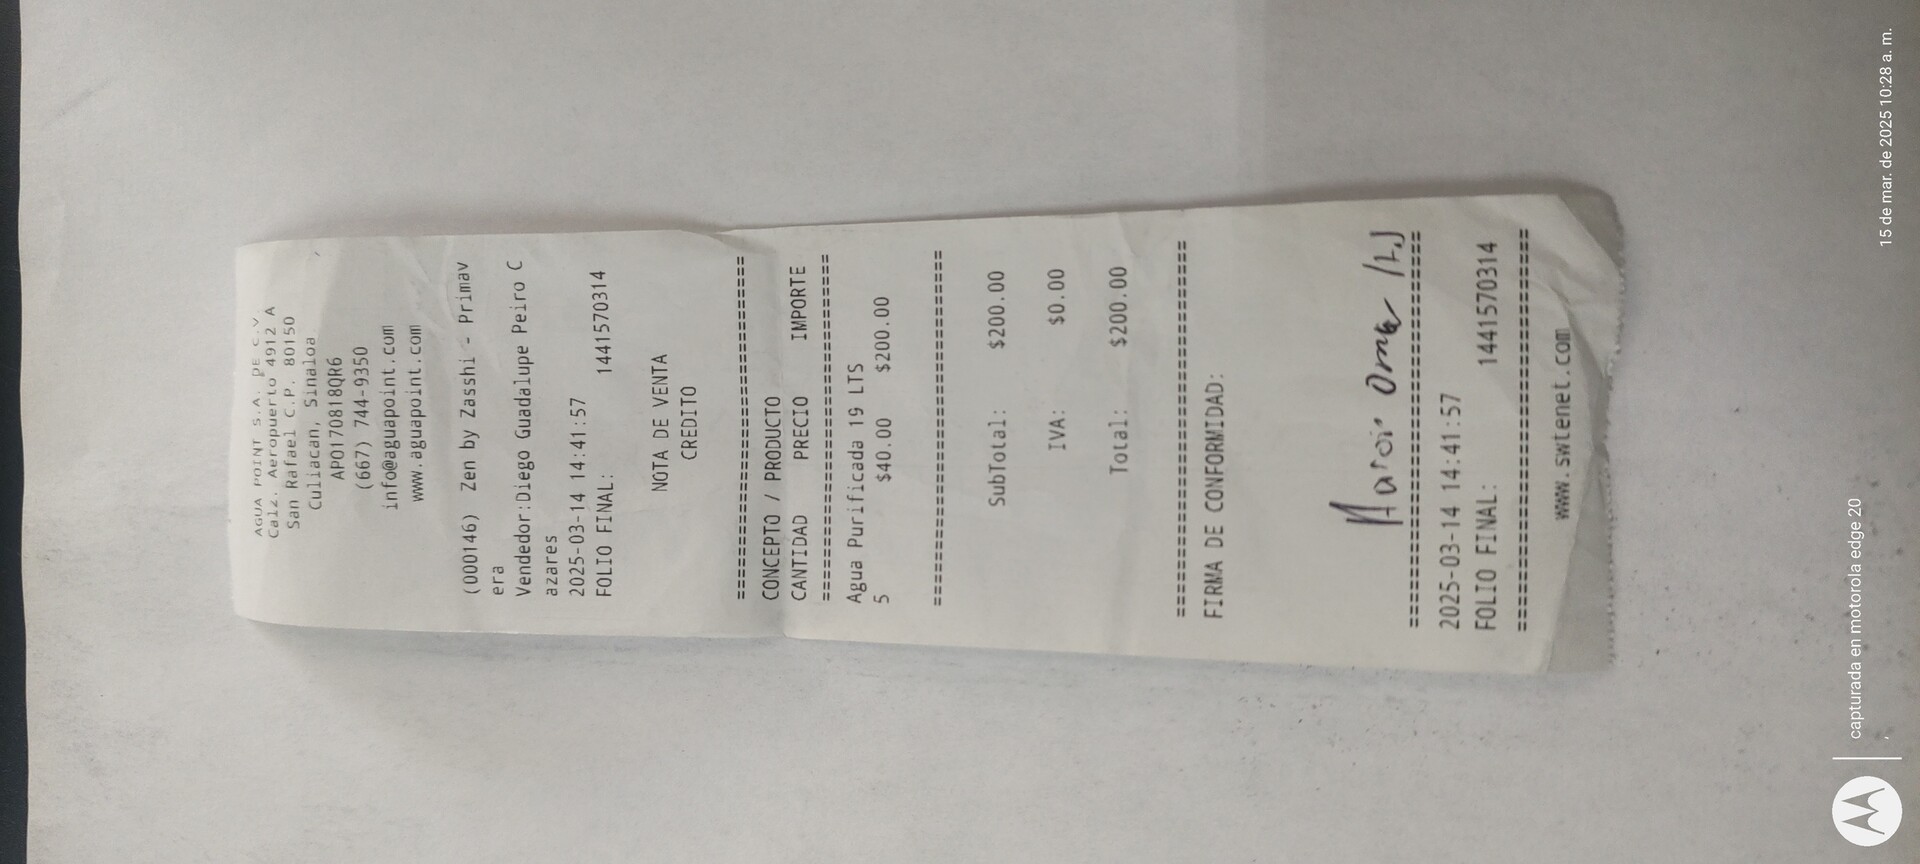 AGUA POINT S.A. DE C.V.
Calz. Aeropuerto 4912 A
San Rafael C.P. 80150
Culiacan, Sinaloa
APO170818QR6
(667) 744-9350
info@aguapoint.com
www.aguapoint.com
(000146) Zen by Zasshi - Primav
era
Vendedor:Diego Guadalupe Peiro C
azares
2025-03-14 14:41:57
FOLIO FINAL: 1441570314
NOTA DE VENTA
CREDITO
================================
CONCEPTO / PRODUCTO
CANTIDAD PRECIO IMPORTE
================================
Agua Purificada 19 LTS
5 $40.00 $200.00
================================
SubTotal: $200.00
IVA: $0.00
Total: $200.00
================================
FIRMA DE CONFORMIDAD:
================================
2025-03-14 14:41:57
FOLIO FINAL: 1441570314
================================
www.swtenet.com
capturada en motorola edge 20
15 de mar. de 2025 10:28 a. m.